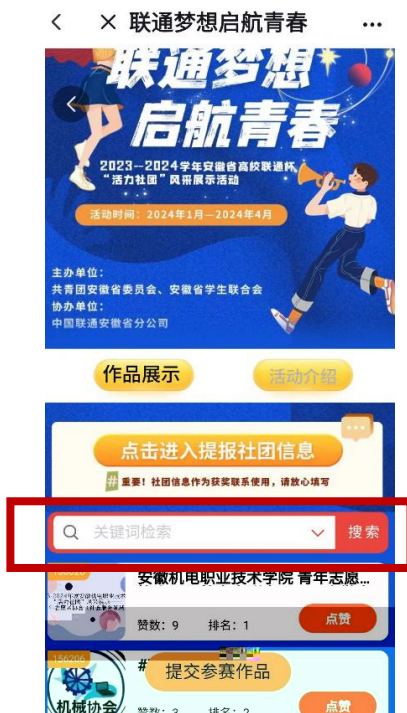 联通梦想启航青春
联通梦想
启航青春
2023--2024学年安徽省高校联通杯
“活力社团”风采展示活动
活动时间：2024年1月—2024年4月
主办单位：
共青团安徽省委员会、安徽省学生联合会
协办单位：
中国联通安徽省分公司
作品展示
活动介绍
点击进入提报社团信息
#重要！社团信息作为获奖联系使用，请放心填写
关键词检索
搜索
安徽机电职业技术学院 青年志愿...
赞数：9 排名：1
点赞
156206
#
提交参赛作品
机械协会
赞数：3 排名：2
点赞